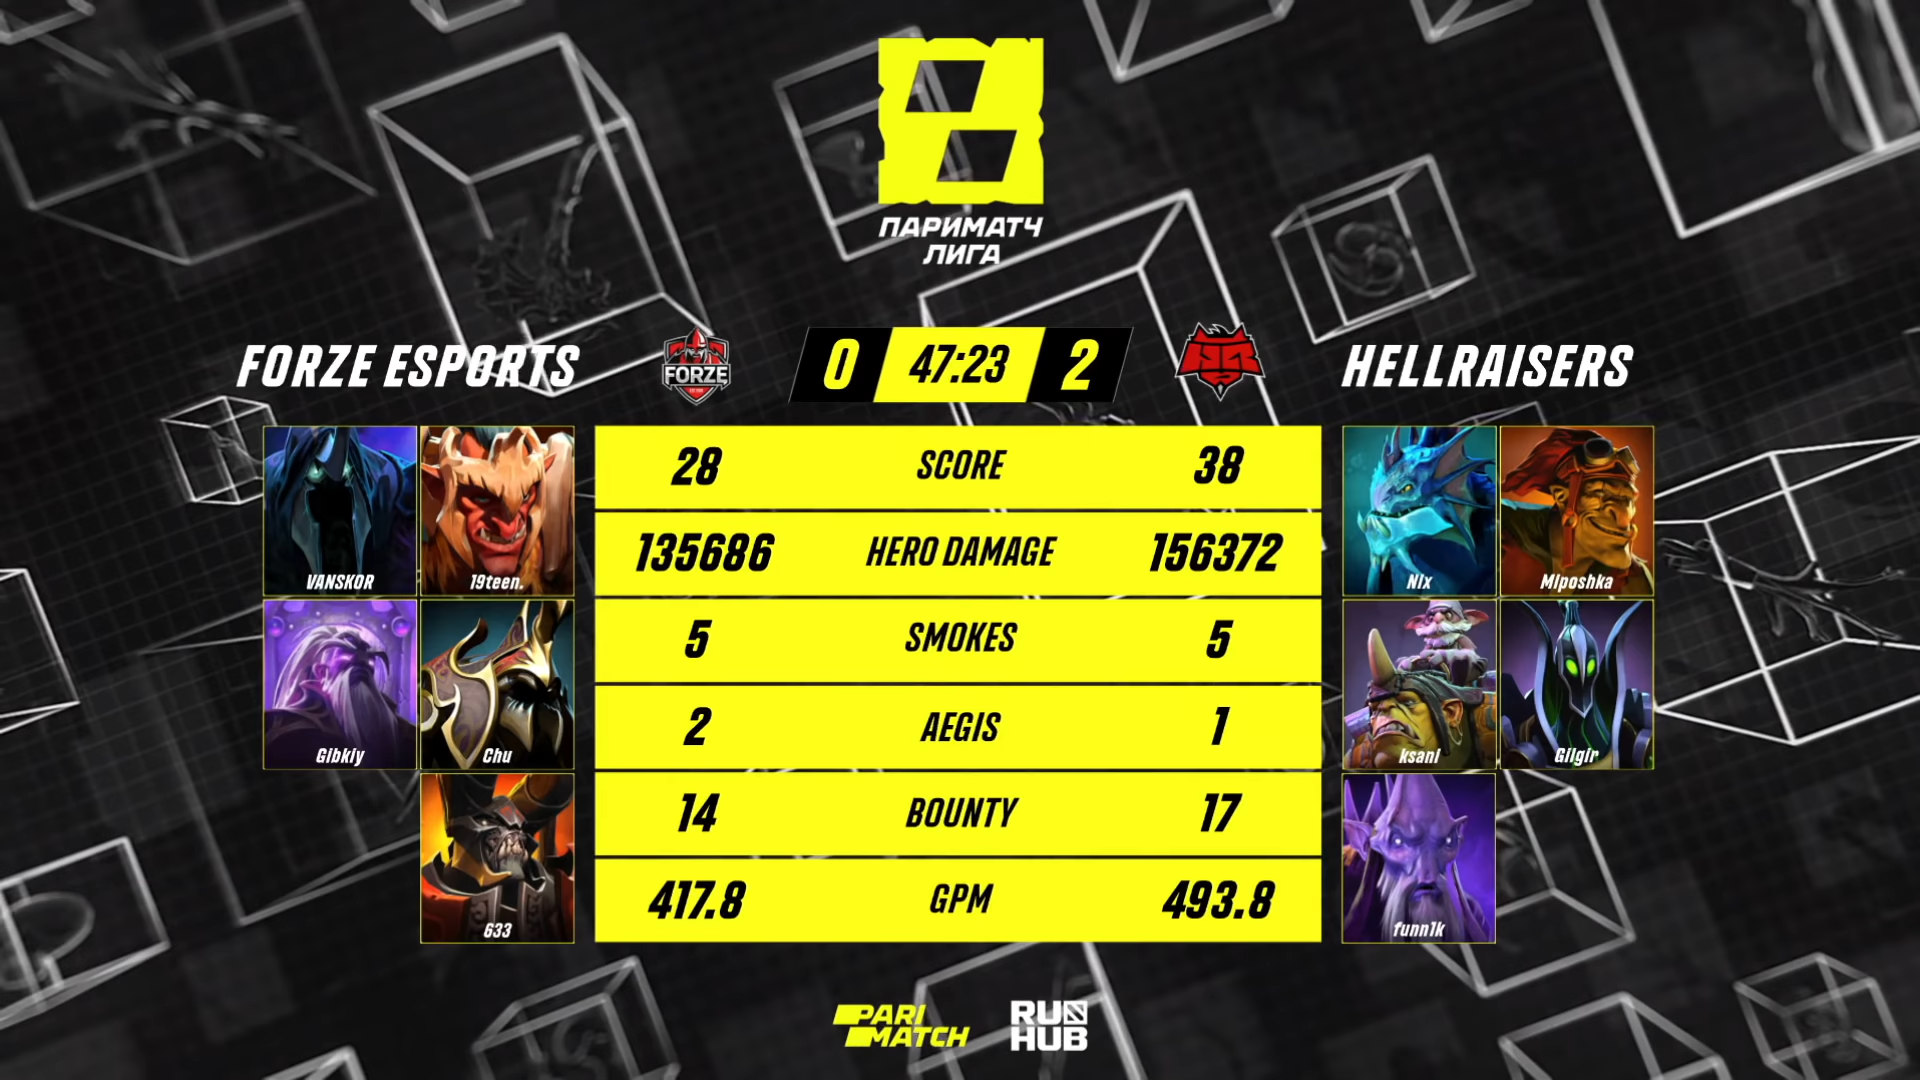 ПАРИМАТЧ
ЛИГА
FORZE ESPORTS
FORZE
0
47:23
2
HELLRAISERS
VANSKOR
19teen.
Gibkiy
Chu
633
28 SCORE 38
135686 HERO DAMAGE 156372
5 SMOKES 5
2 AEGIS 1
14 BOUNTY 17
417.8 GPM 493.8
Nix
Miposhka
ksani
Gilgir
funn1k
PARI
MATCH
RU
HUB